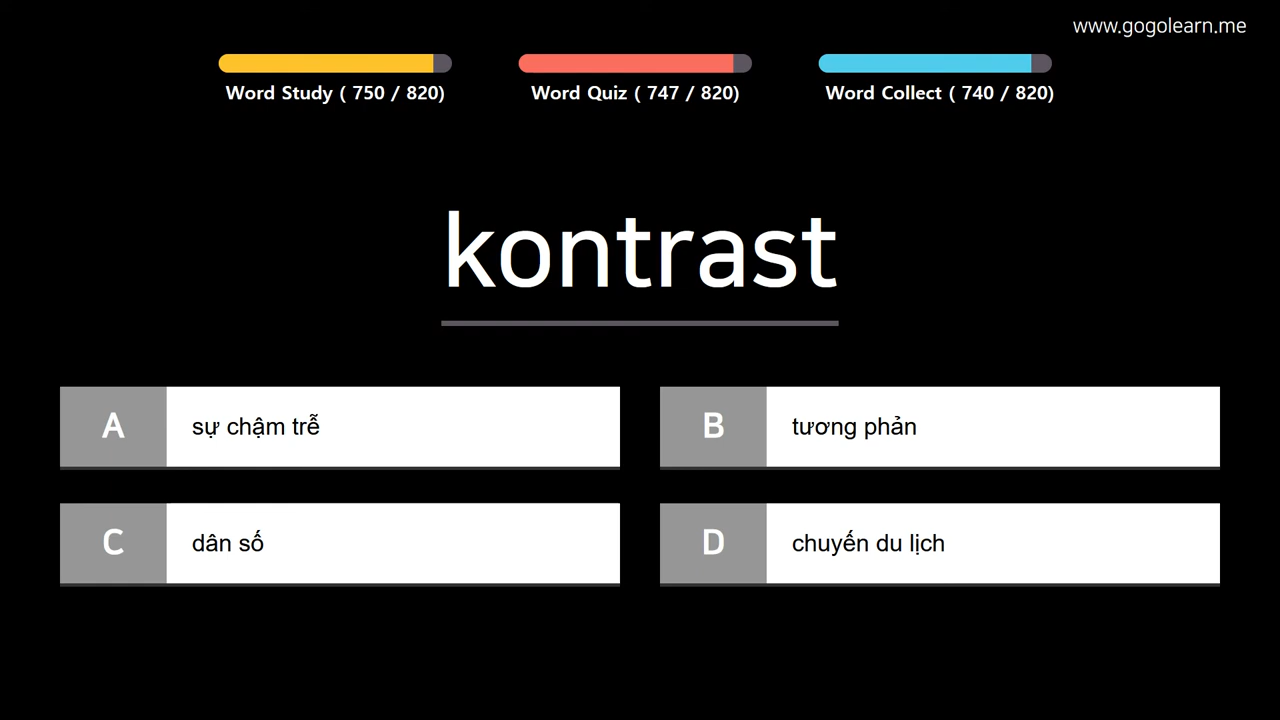 www.gogolearn.me
Word Study ( 750 / 820)
Word Quiz ( 747 / 820)
Word Collect ( 740 / 820)
kontrast
A sự chậm trễ
B tương phản
C dân số
D chuyến du lịch